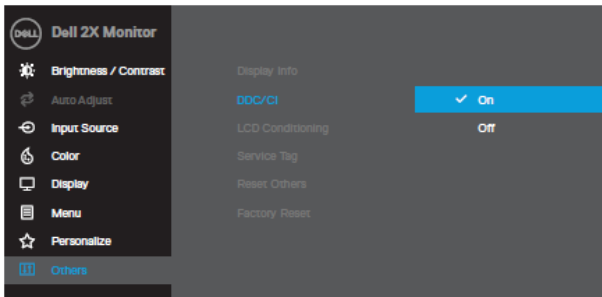 DELL Dell 2X Monitor
Brightness / Contrast
Display Info
Auto Adjust
DDC/CI
On
Input Source
LCD Conditioning
Off
Color
Service Tag
Display
Reset Others
Menu
Factory Reset
Personalize
Others